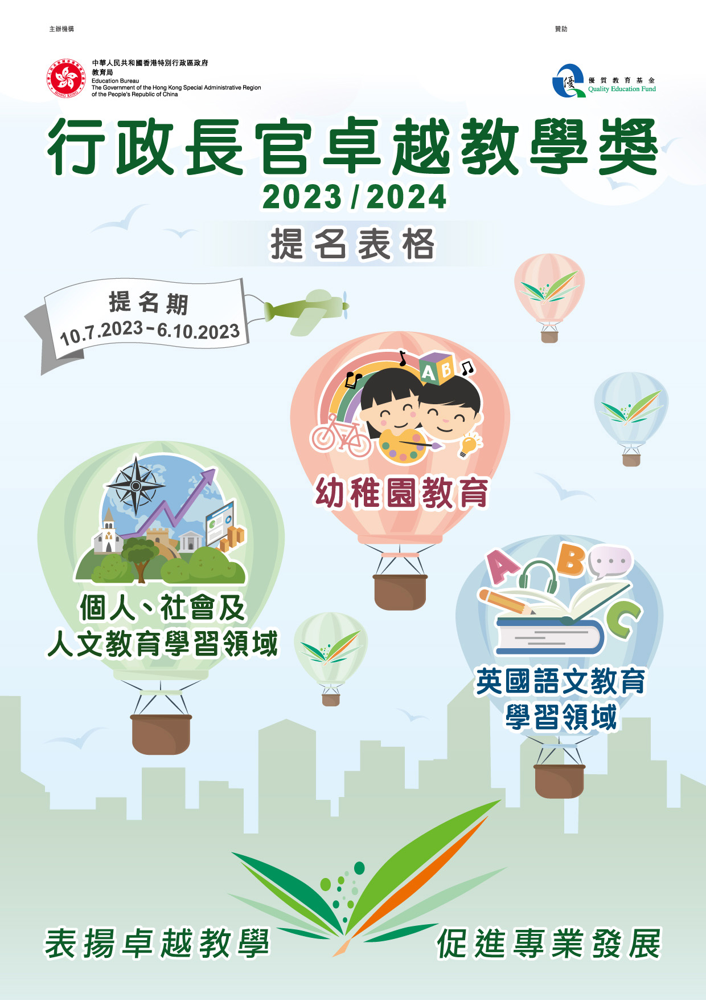 主辦機構
贊助
中華人民共和國香港特別行政區政府
教育局
Education Bureau
The Government of the Hong Kong Special Administrative Region
of the People's Republic of China
HONG KONG
優
優質教育基金
Quality Education Fund
行政長官卓越教學獎
2023/2024
提名表格
提名期
10.7.2023-6.10.2023
A B
幼稚園教育
個人、社會及
人文教育學習領域
A B C
英國語文教育
學習領域
表揚卓越教學
促進專業發展